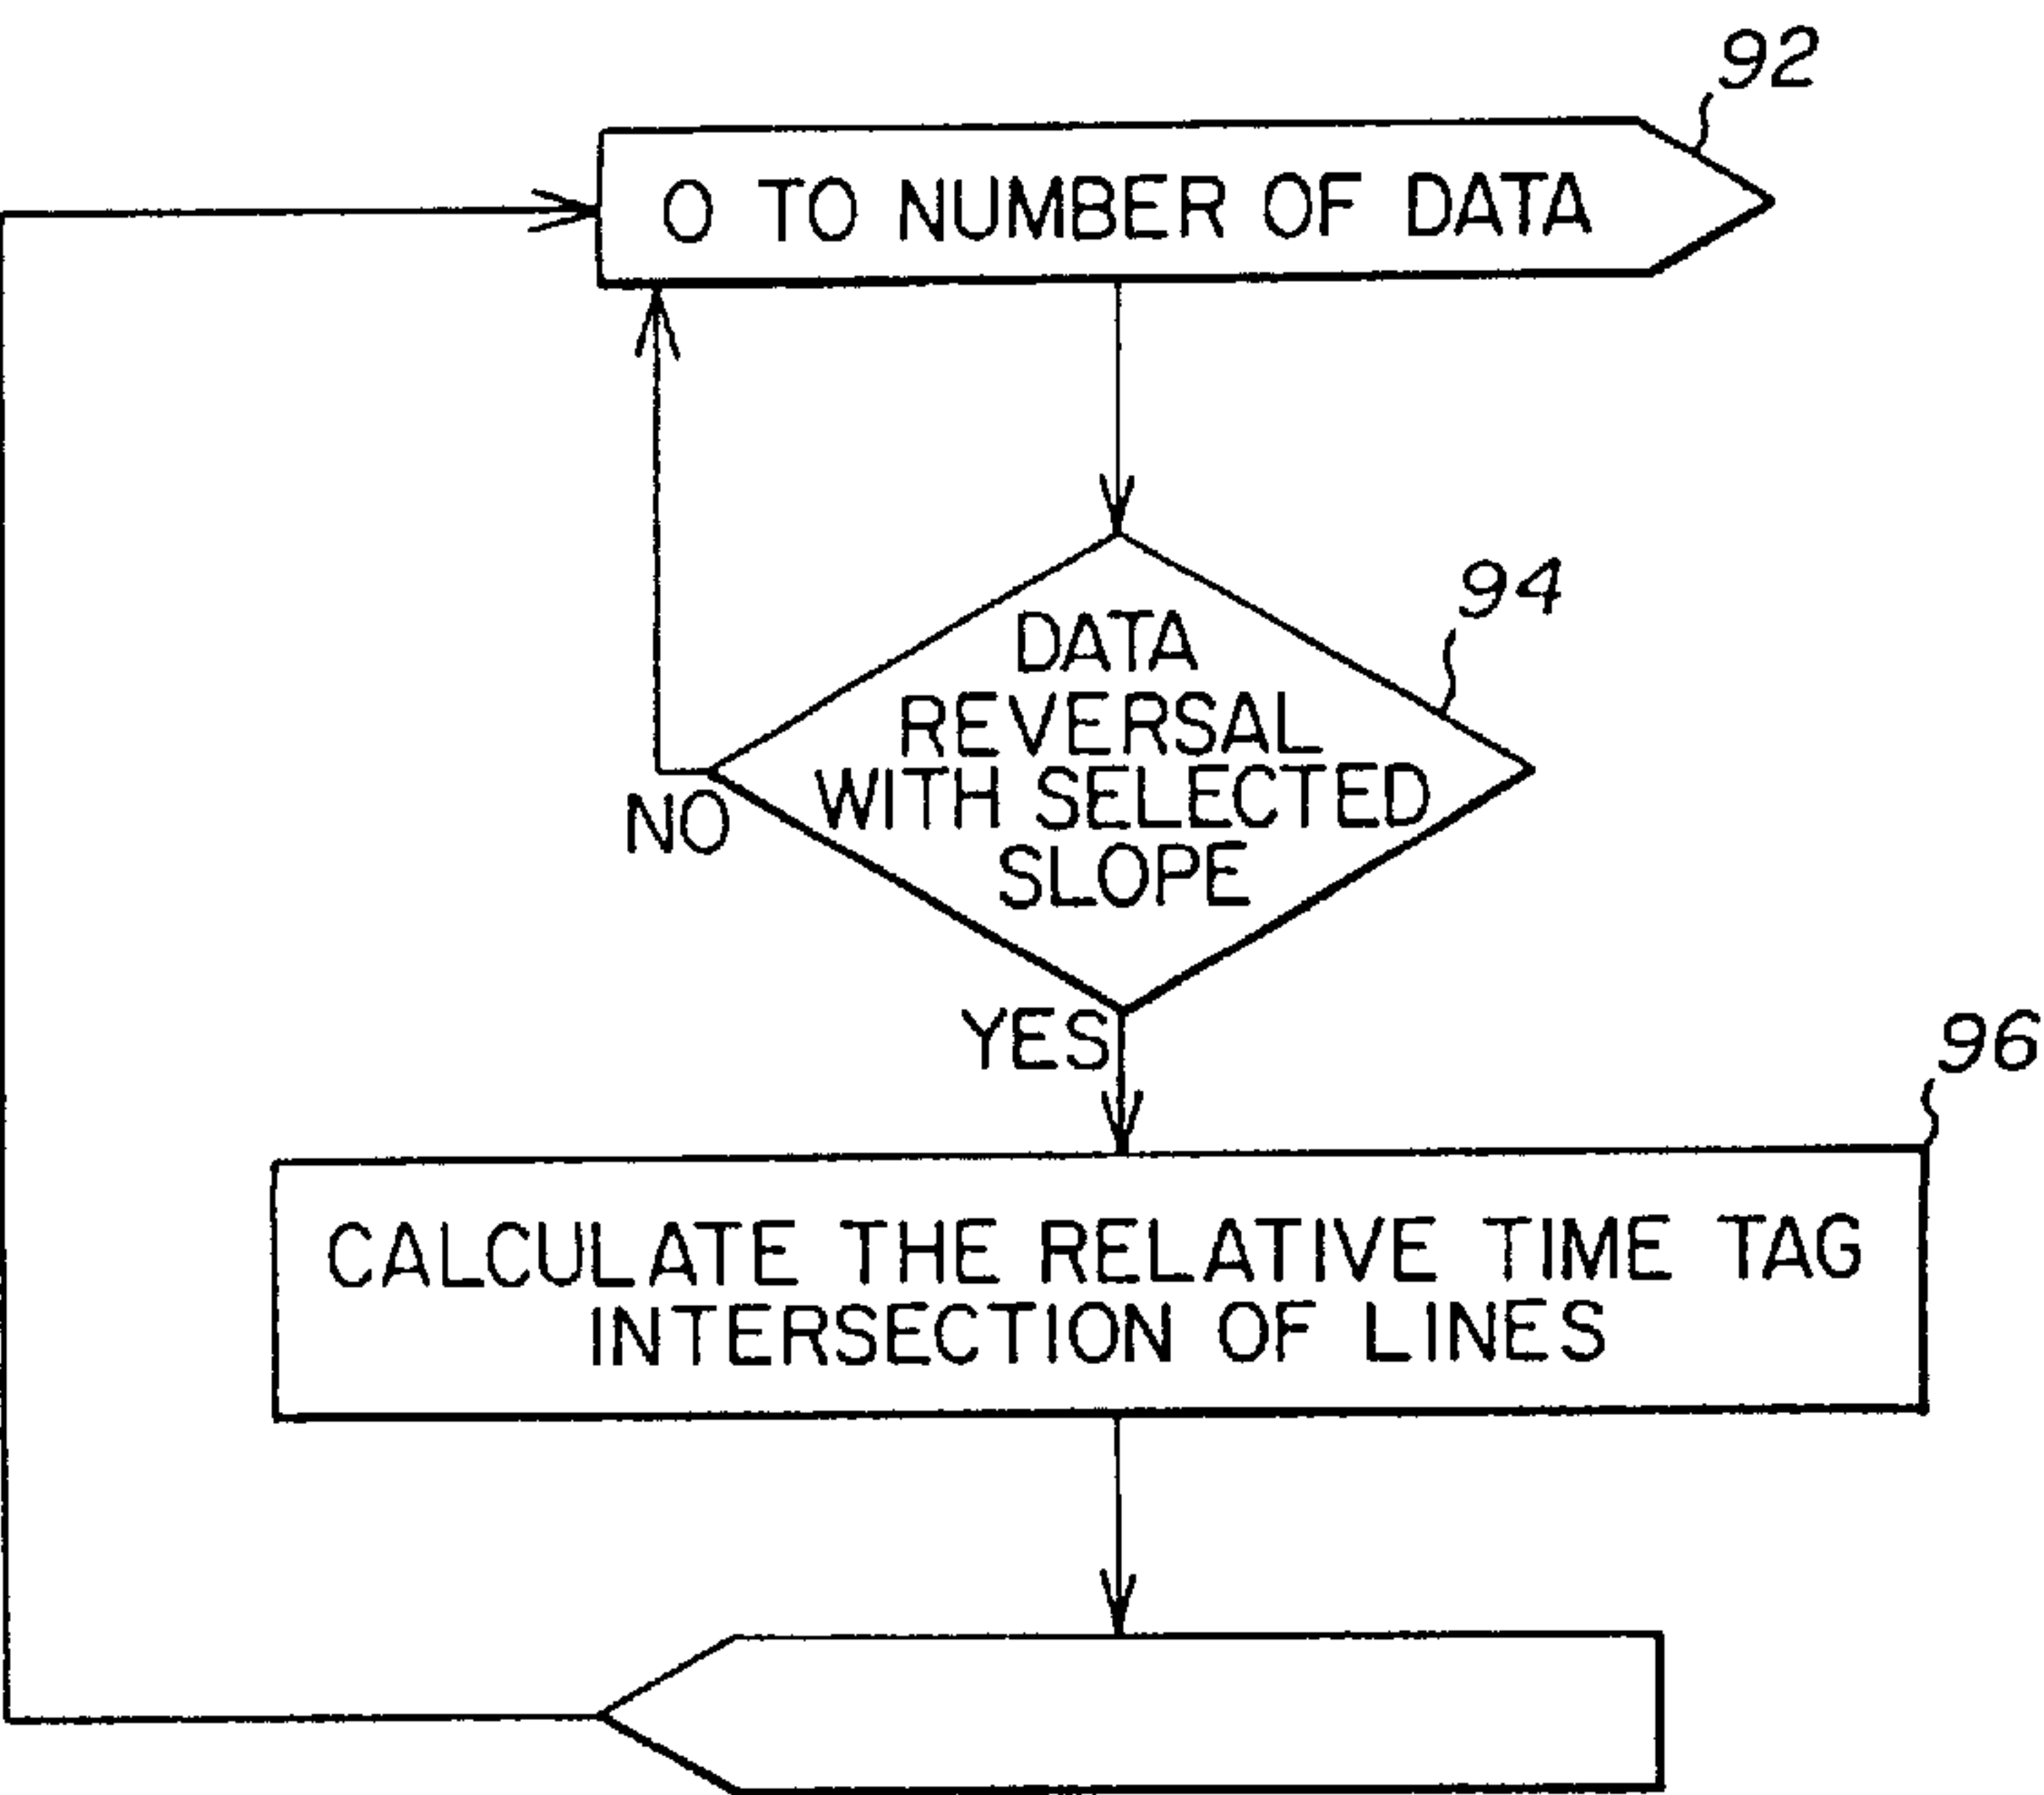 92
0 TO NUMBER OF DATA
94
DATA
REVERSAL
WITH SELECTED
SLOPE
NO
YES
96
CALCULATE THE RELATIVE TIME TAG
INTERSECTION OF LINES